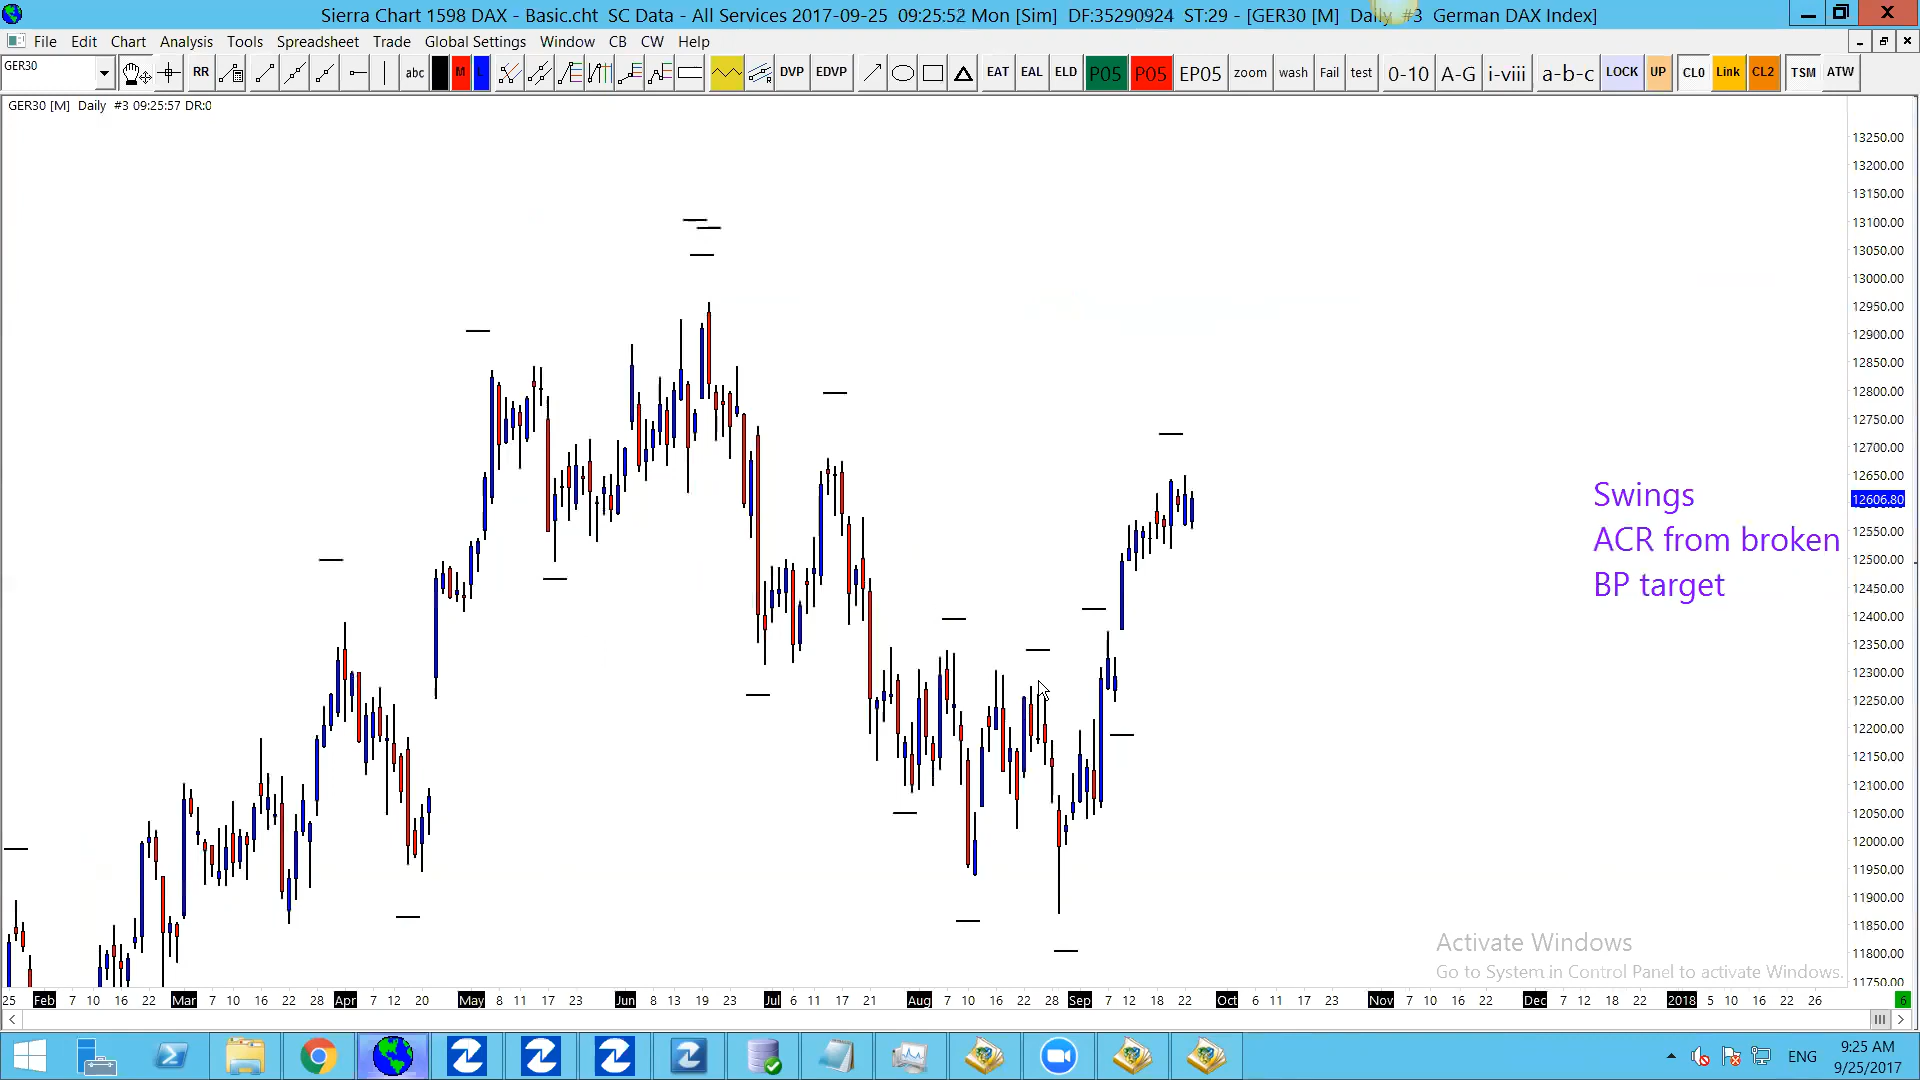 Sierra Chart 1598 DAX - Basic.cht  SC Data - All Services 2017-09-25  09:25:52 Mon [Sim]  DF:35290924  ST:29 - [GER30 [M]  Daily  #3  German DAX Index]
File Edit Chart Analysis Tools Spreadsheet Trade Global Settings Window CB CW Help
GER30 RR abc M L DVP EDVP EAT EAL ELD P05 P05 EP05 zoom wash Fail test 0-10 A-G i-viii a-b-c LOCK UP CL0 Link CL2 TSM ATW
GER30 [M]  Daily  #3 09:25:57 DR:0
13250.00
13200.00
13150.00
13100.00
13050.00
13000.00
12950.00
12900.00
12850.00
12800.00
12750.00
12700.00
12650.00
12606.80
12550.00
12500.00
12450.00
12400.00
12350.00
12300.00
12250.00
12200.00
12150.00
12100.00
12050.00
12000.00
11950.00
11900.00
11850.00
11800.00
11750.00
Swings
ACR from broken
BP target
Activate Windows
Go to System in Control Panel to activate Windows.
25 Feb 7 10 16 22 Mar 7 10 16 22 28 Apr 7 12 20 May 8 11 17 23 Jun 8 13 19 23 Jul 6 11 17 21 Aug 7 10 16 22 28 Sep 7 12 18 22 Oct 6 11 17 23 Nov 7 10 16 22 Dec 7 12 18 22 2018 5 10 16 22 26 6
ENG
9:25 AM
9/25/2017